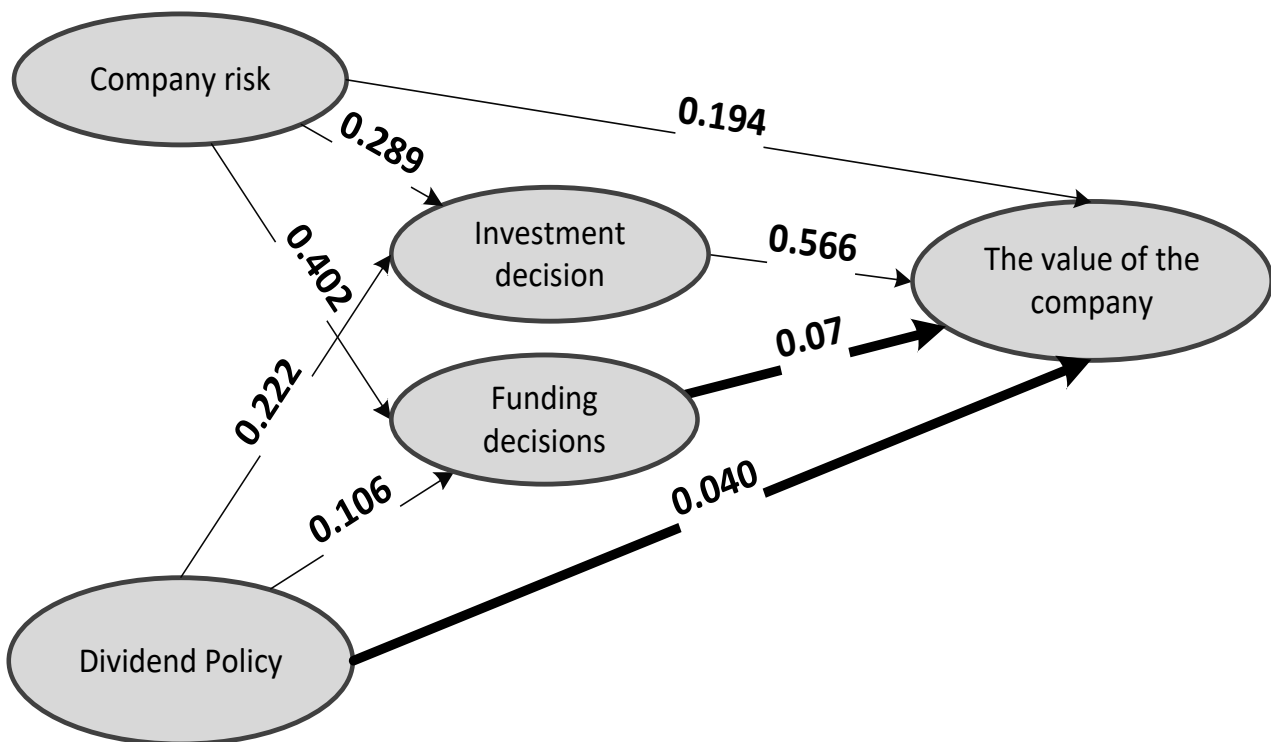 Company risk
0.194
0.289
Investment
decision
0.566
The value of the
company
0.402
0.07
0.222
Funding
decisions
0.040
0.106
Dividend Policy